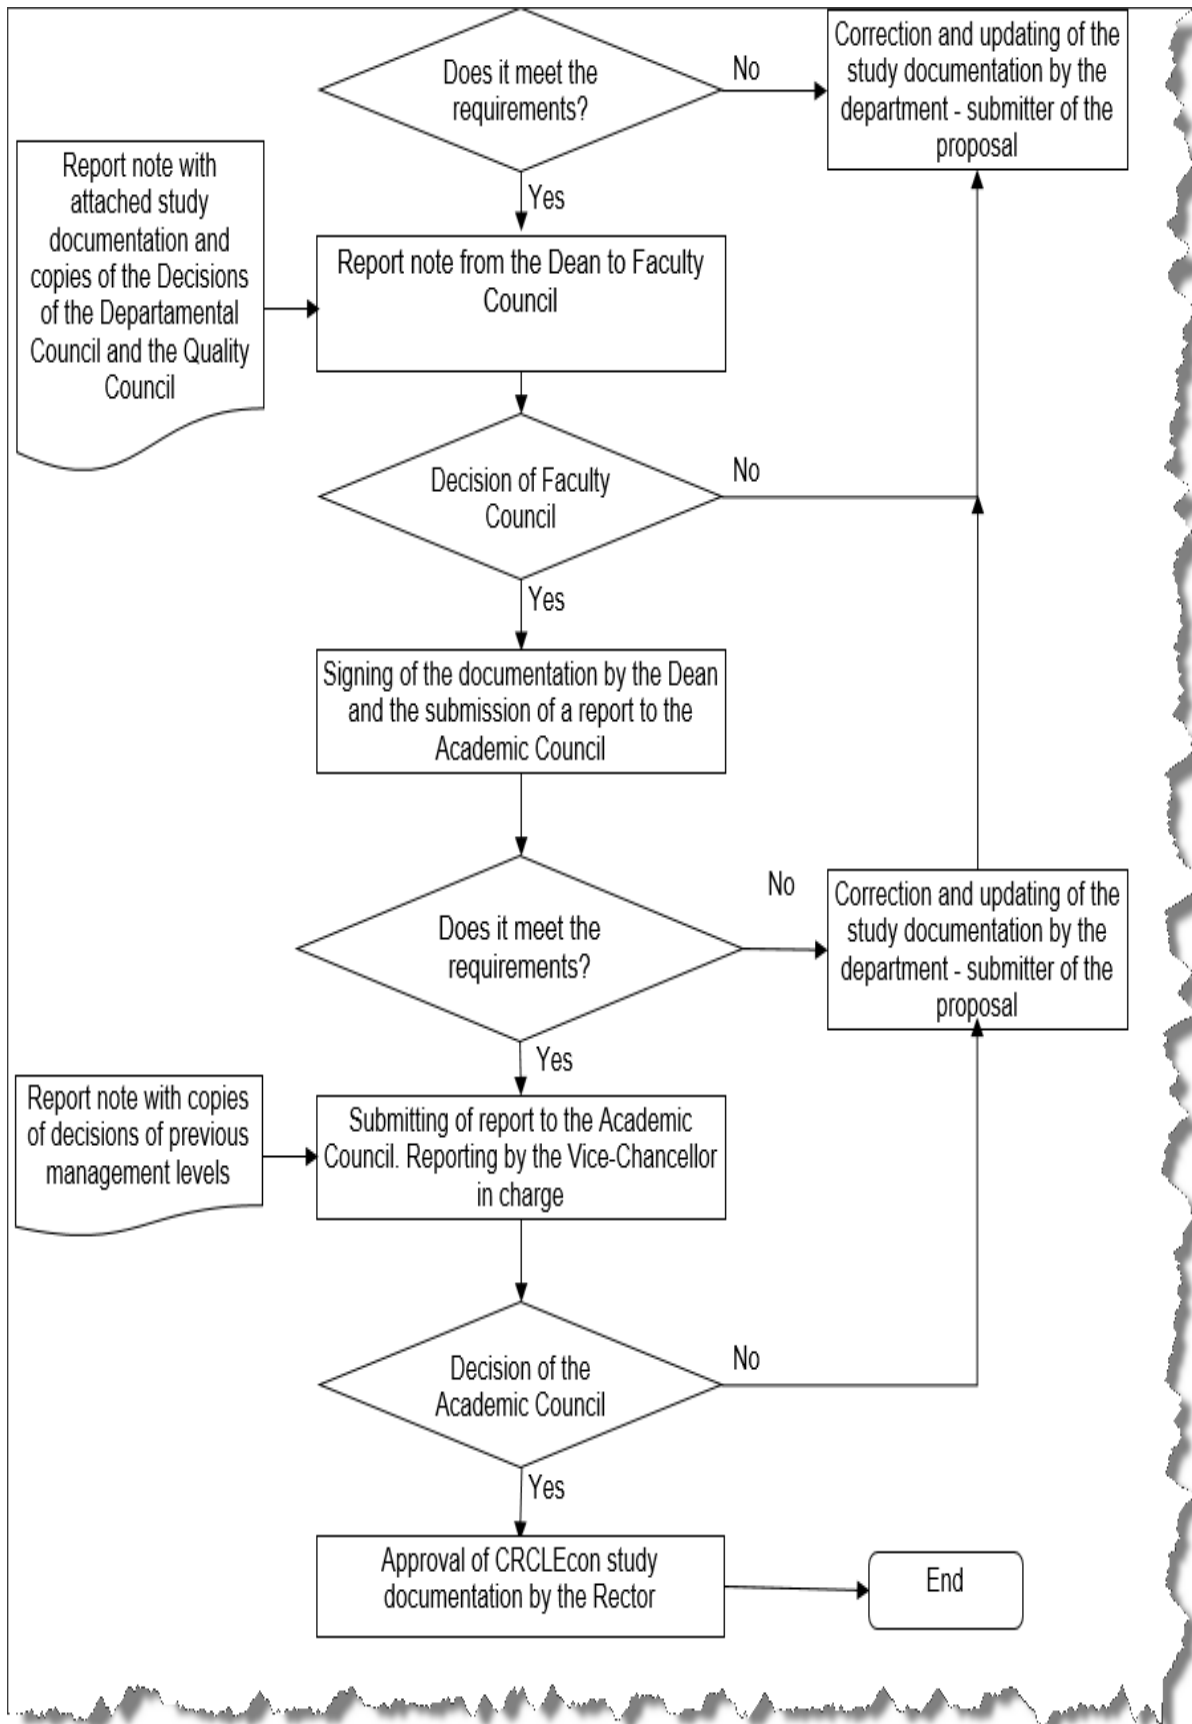 Does it meet the
requirements?
No
Correction and updating of the
study documentation by the
department - submitter of the
proposal
Yes
Report note with
attached study
documentation and
copies of the Decisions
of the Departamental
Council and the Quality
Council
Report note from the Dean to Faculty
Council
Decision of Faculty
Council
No
Yes
Signing of the documentation by the Dean
and the submission of a report to the
Academic Council
Does it meet the
requirements?
No
Correction and updating of the
study documentation by the
department - submitter of the
proposal
Yes
Report note with copies
of decisions of previous
management levels
Submitting of report to the Academic
Council. Reporting by the Vice-Chancellor
in charge
Decision of the
Academic Council
No
Yes
Approval of CRCLEcon study
documentation by the Rector
End